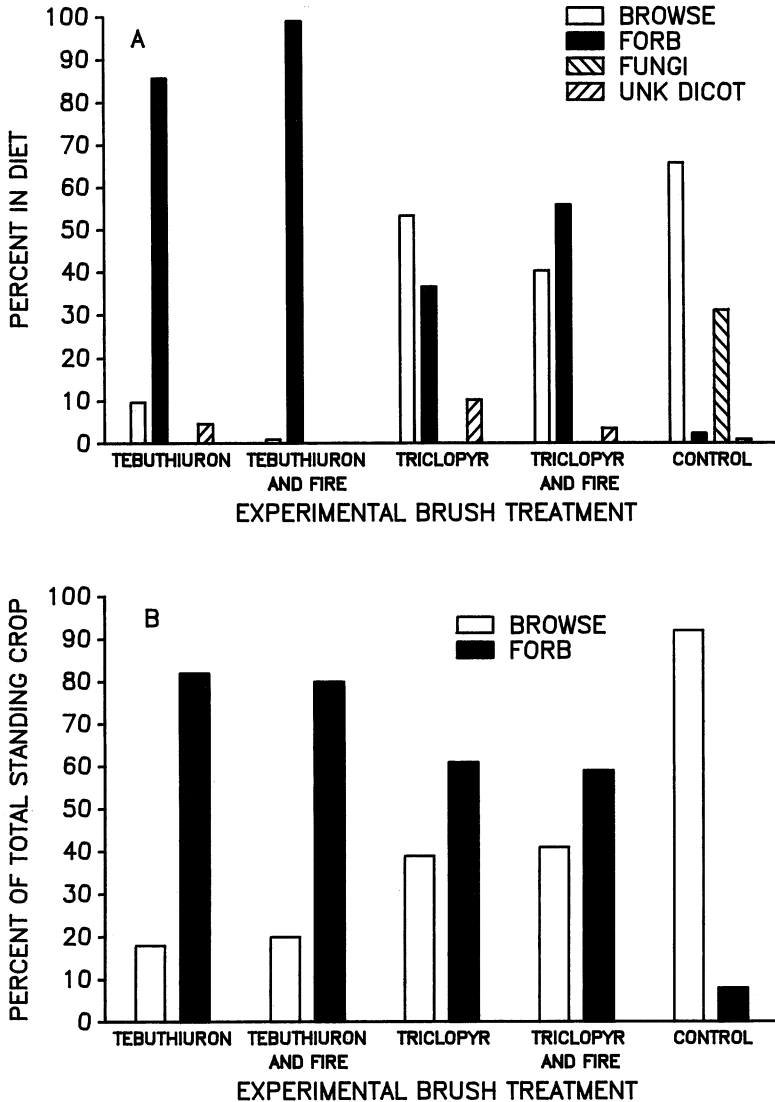 A
BROWSE
FORB
FUNGI
UNK DICOT
PERCENT IN DIET
100
90
80
70
60
50
40
30
20
10
0
TEBUTHIURON
TEBUTHIURON
AND FIRE
TRICLOPYR
TRICLOPYR
AND FIRE
CONTROL
EXPERIMENTAL BRUSH TREATMENT
B
BROWSE
FORB
PERCENT OF TOTAL STANDING CROP
100
90
80
70
60
50
40
30
20
10
0
TEBUTHIURON
TEBUTHIURON
AND FIRE
TRICLOPYR
TRICLOPYR
AND FIRE
CONTROL
EXPERIMENTAL BRUSH TREATMENT